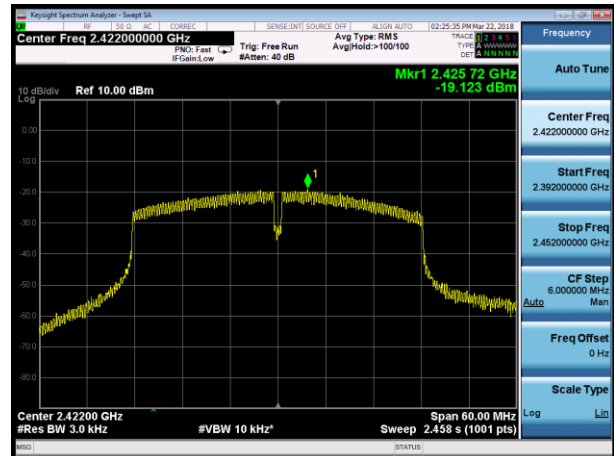 Keysight Spectrum Analyzer - Swept SA
RF 50 Ω AC CORREC SENSE:INT SOURCE OFF ALIGN AUTO 02:25:35 PM Mar 22, 2018
Center Freq 2.422000000 GHz
PNO: Fast
IFGain:Low
Trig: Free Run
#Atten: 40 dB
Avg Type: RMS
Avg|Hold:>100/100
TRACE 1 2 3 4 5 6
TYPE A WWWWW
DET A N N N N N
Mkr1 2.425 72 GHz
-19.123 dBm
10 dB/div Ref 10.00 dBm
Log
0.00
-10.0
-20.0
-30.0
-40.0
-50.0
-60.0
-70.0
-80.0
1
Center 2.42200 GHz Span 60.00 MHz
#Res BW 3.0 kHz #VBW 10 kHz* Sweep 2.458 s (1001 pts)
MSG STATUS
Frequency
Auto Tune
Center Freq
2.422000000 GHz
Start Freq
2.392000000 GHz
Stop Freq
2.452000000 GHz
CF Step
6.000000 MHz
Auto Man
Freq Offset
0 Hz
Scale Type
Log Lin